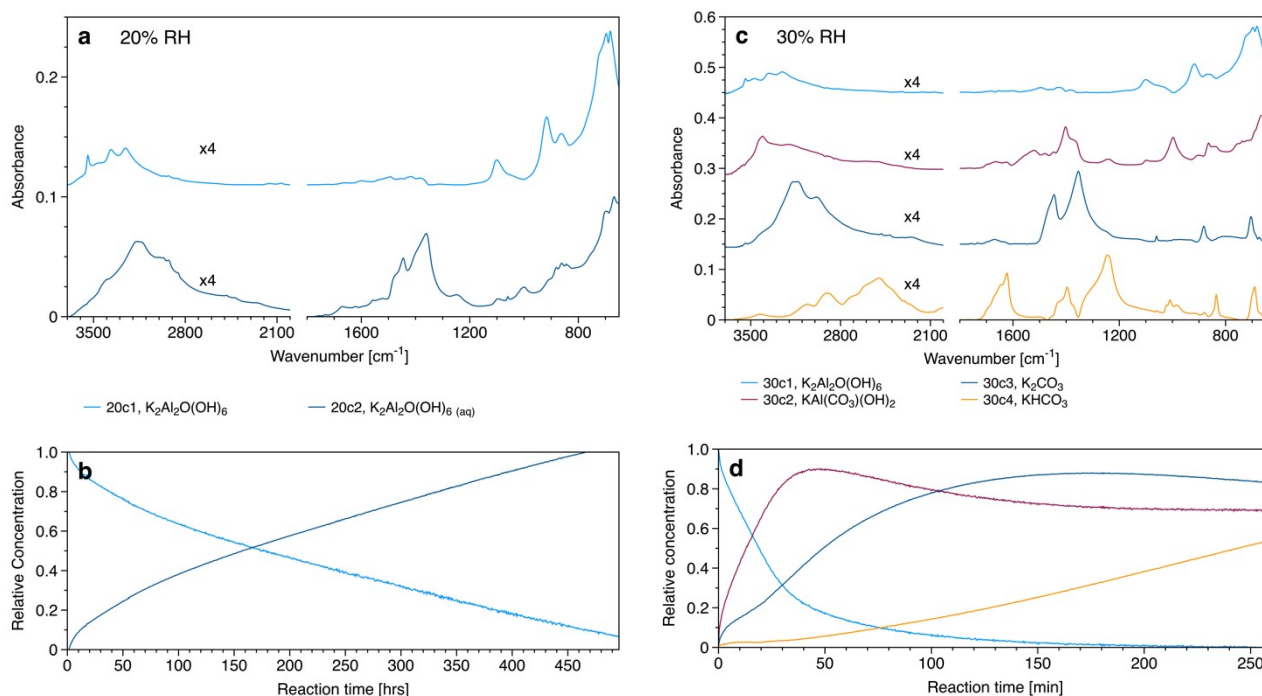 a 20% RH
0.2
x4
0.1
x4
0
3500 2800 2100 1600 1200 800
Absorbance
Wavenumber [cm⁻¹]
20c1, K₂Al₂O(OH)₆
20c2, K₂Al₂O(OH)₆ (aq)
b
1.0
0.8
0.6
0.4
0.2
0
0 50 100 150 200 250 300 350 400 450
Relative Concentration
Reaction time [hrs]
c 30% RH
0.6
0.5
x4
0.4
0.3
x4
0.2
x4
0.1
x4
0
3500 2800 2100 1600 1200 800
Absorbance
Wavenumber [cm⁻¹]
30c1, K₂Al₂O(OH)₆
30c3, K₂CO₃
30c2, KAl(CO₃)(OH)₂
30c4, KHCO₃
d
1.0
0.8
0.6
0.4
0.2
0
0 50 100 150 200 250
Relative concentration
Reaction time [min]